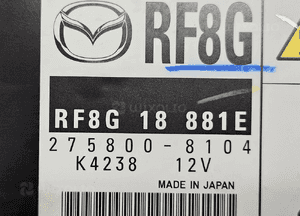 RF8G
RF8G 18 881E
275800-8104
K4238 12V
MADE IN JAPAN